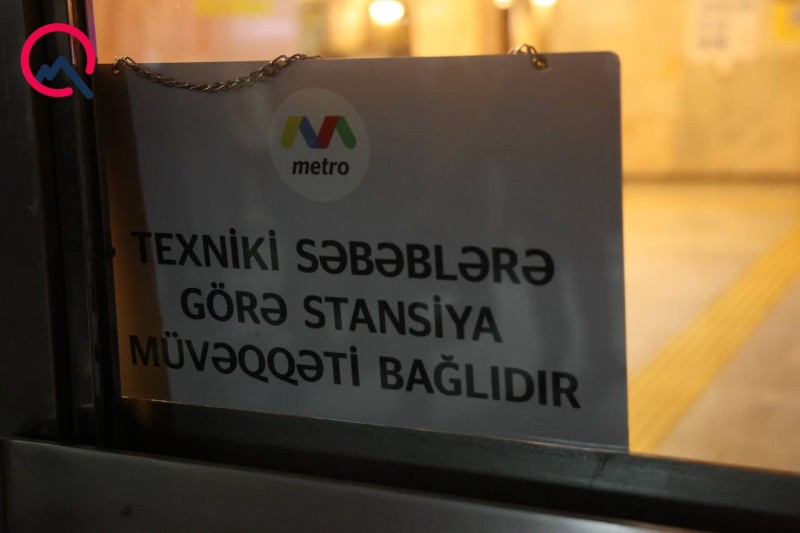 metro
TEXNİKİ SƏBƏBLƏRƏ
GÖRƏ STANSİYA
MÜVƏQQƏTİ BAĞLIDIR